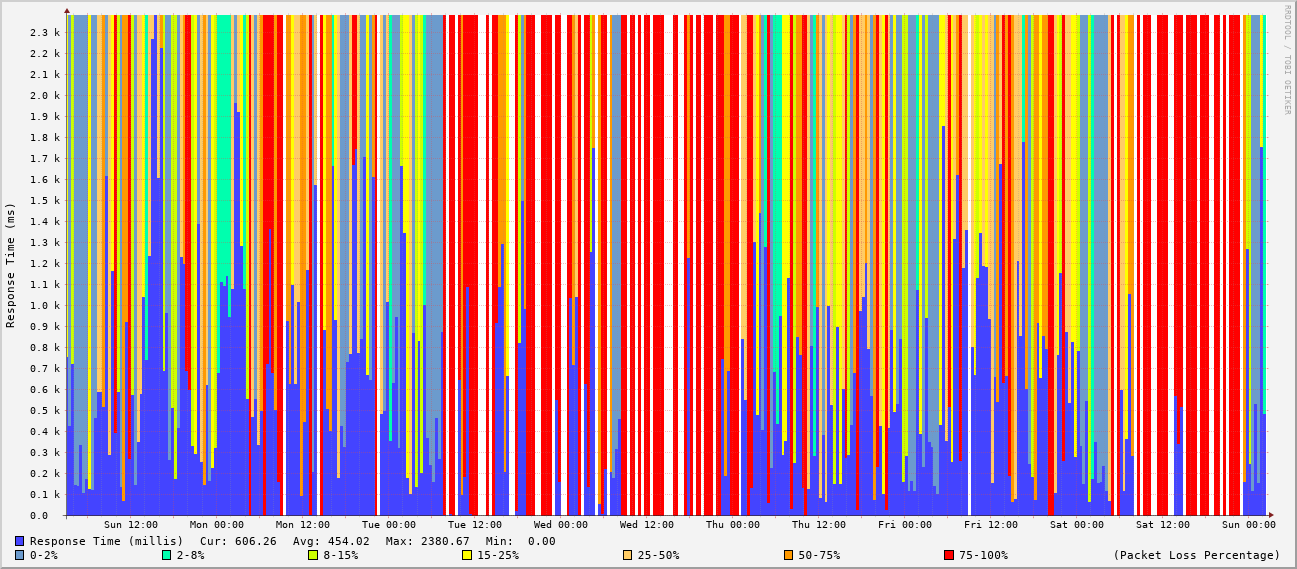 RRDTOOL / TOBI OETIKER
Response Time (ms)
2.3 k
2.2 k
2.1 k
2.0 k
1.9 k
1.8 k
1.7 k
1.6 k
1.5 k
1.4 k
1.3 k
1.2 k
1.1 k
1.0 k
0.9 k
0.8 k
0.7 k
0.6 k
0.5 k
0.4 k
0.3 k
0.2 k
0.1 k
0.0
Sun 12:00 Mon 00:00 Mon 12:00 Tue 00:00 Tue 12:00 Wed 00:00 Wed 12:00 Thu 00:00 Thu 12:00 Fri 00:00 Fri 12:00 Sat 00:00 Sat 12:00 Sun 00:00
Response Time (millis) Cur: 606.26 Avg: 454.02 Max: 2380.67 Min: 0.00
0-2% 2-8% 8-15% 15-25% 25-50% 50-75% 75-100% (Packet Loss Percentage)